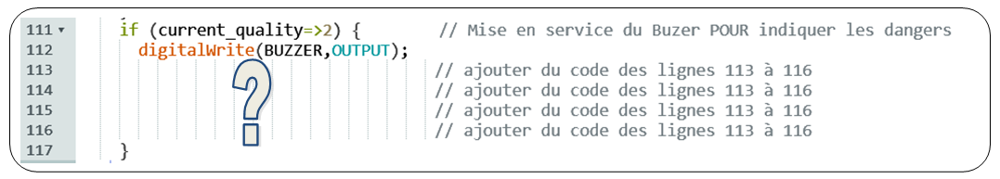 111 if (current_quality=>2) { // Mise en service du Buzer POUR indiquer les dangers
112 digitalWrite(BUZZER,OUTPUT);
113 // ajouter du code des lignes 113 à 116
114 // ajouter du code des lignes 113 à 116
115 // ajouter du code des lignes 113 à 116
116 // ajouter du code des lignes 113 à 116
117 }
?